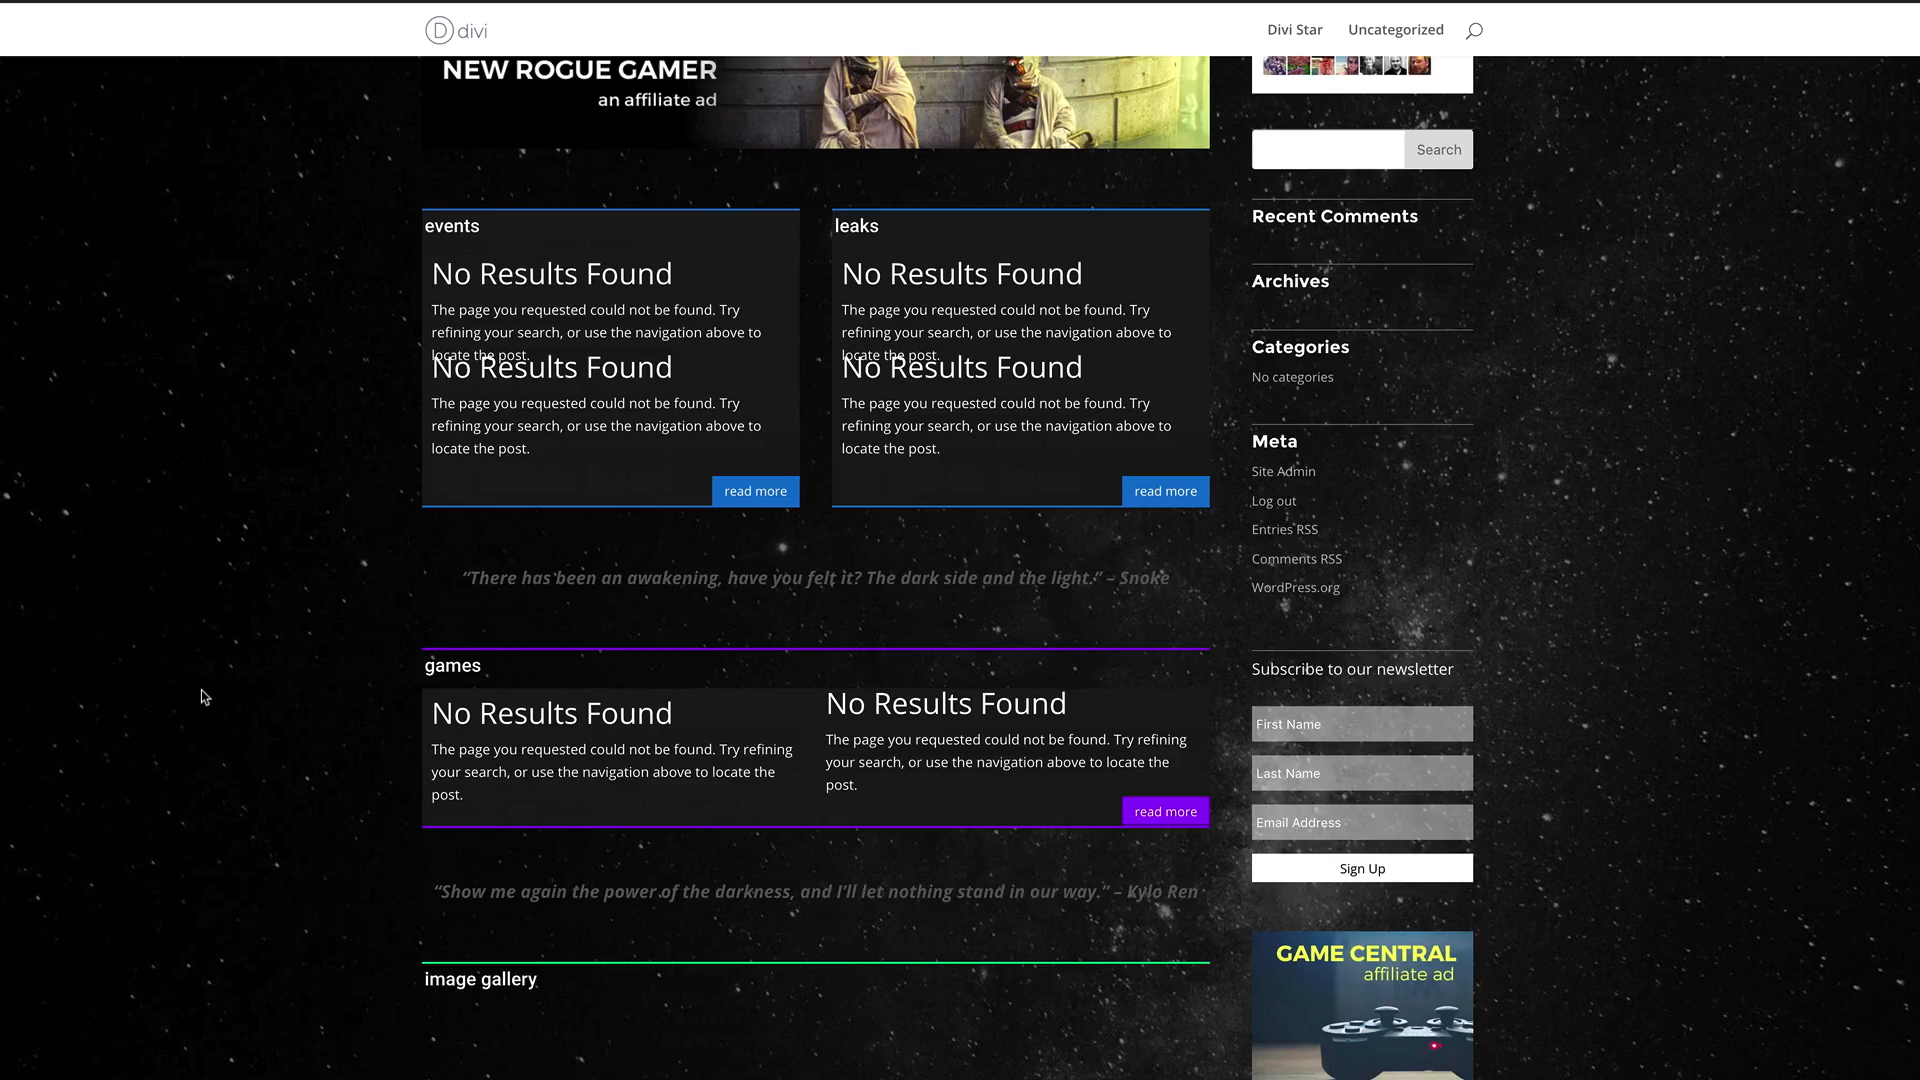 divi
Divi Star
Uncategorized
NEW ROGUE GAMER
an affiliate ad
events
No Results Found
The page you requested could not be found. Try
refining your search, or use the navigation above to
locate the post.
No Results Found
The page you requested could not be found. Try
refining your search, or use the navigation above to
locate the post.
read more
leaks
No Results Found
The page you requested could not be found. Try
refining your search, or use the navigation above to
locate the post.
No Results Found
The page you requested could not be found. Try
refining your search, or use the navigation above to
locate the post.
read more
“There has been an awakening, have you felt it? The dark side and the light.” – Snoke
games
No Results Found
The page you requested could not be found. Try refining
your search, or use the navigation above to locate the
post.
No Results Found
The page you requested could not be found. Try refining
your search, or use the navigation above to locate the
post.
read more
“Show me again the power of the darkness, and I’ll let nothing stand in our way.” – Kylo Ren
image gallery
Search
Recent Comments
Archives
Categories
No categories
Meta
Site Admin
Log out
Entries RSS
Comments RSS
WordPress.org
Subscribe to our newsletter
First Name
Last Name
Email Address
Sign Up
GAME CENTRAL
affiliate ad